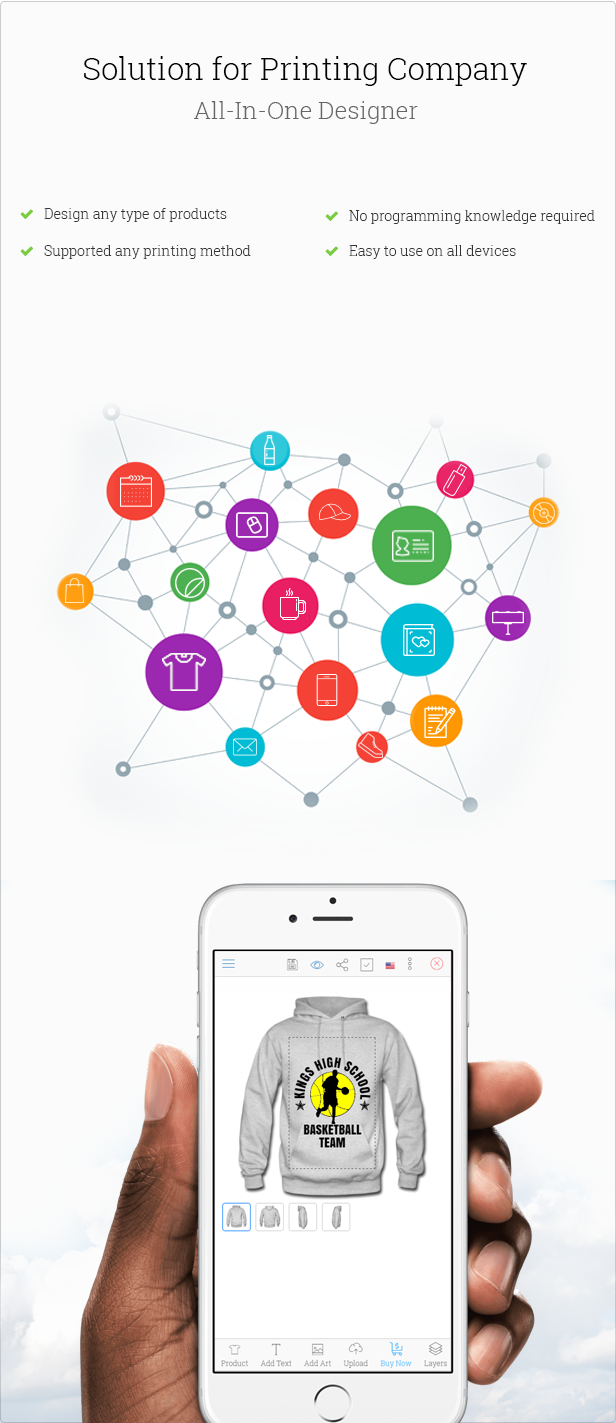 Solution for Printing Company
All-In-One Designer
Design any type of products
No programming knowledge required
Supported any printing method
Easy to use on all devices
KINGS HIGH SCHOOL
BASKETBALL
TEAM
Product Add Text Add Art Upload Buy Now Layers